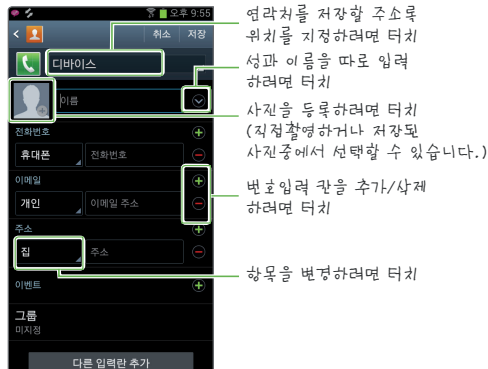 오후 9:55
취소 저장
디바이스
이름
전화번호
휴대폰 전화번호
이메일
개인 이메일 주소
주소
집 주소
이벤트
그룹
미지정
다른 입력란 추가
연락처를 저장할 주소록
위치를 지정하려면 터치
성과 이름을 따로 입력
하려면 터치
사진을 등록하려면 터치
(직접촬영하거나 저장된
사진중에서 선택할 수 있습니다.)
번호입력 칸을 추가/삭제
하려면 터치
항목을 변경하려면 터치